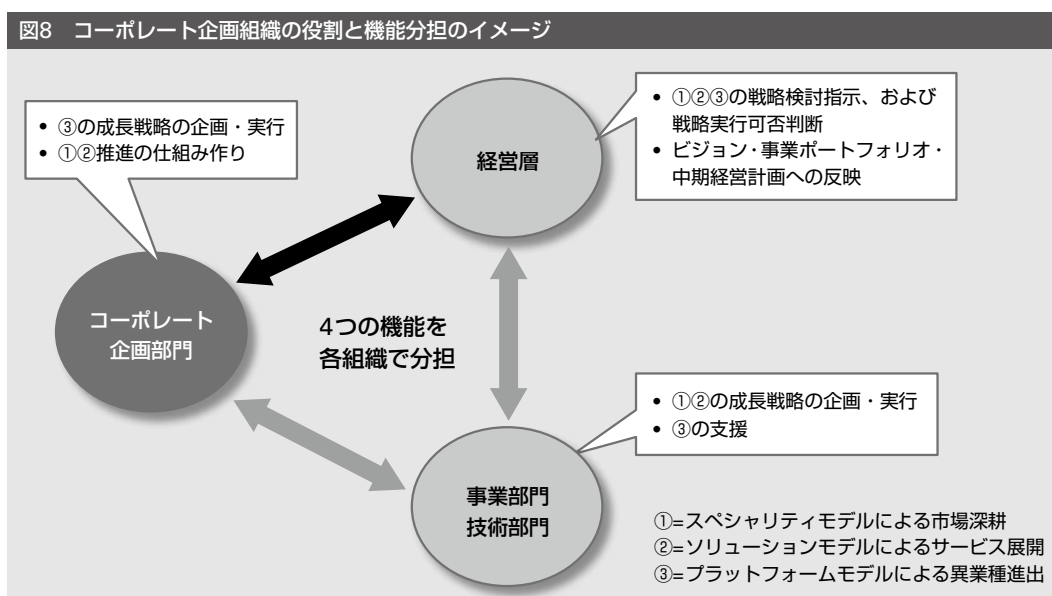 図8 コーポレート企画組織の役割と機能分担のイメージ
• ③の成長戦略の企画・実行
• ①②推進の仕組み作り
経営層
• ①②③の戦略検討指示、および
戦略実行可否判断
• ビジョン・事業ポートフォリオ・
中期経営計画への反映
コーポレート
企画部門
4つの機能を
各組織で分担
• ①②の成長戦略の企画・実行
• ③の支援
事業部門
技術部門
①=スペシャリティモデルによる市場深耕
②=ソリューションモデルによるサービス展開
③=プラットフォームモデルによる異業種進出